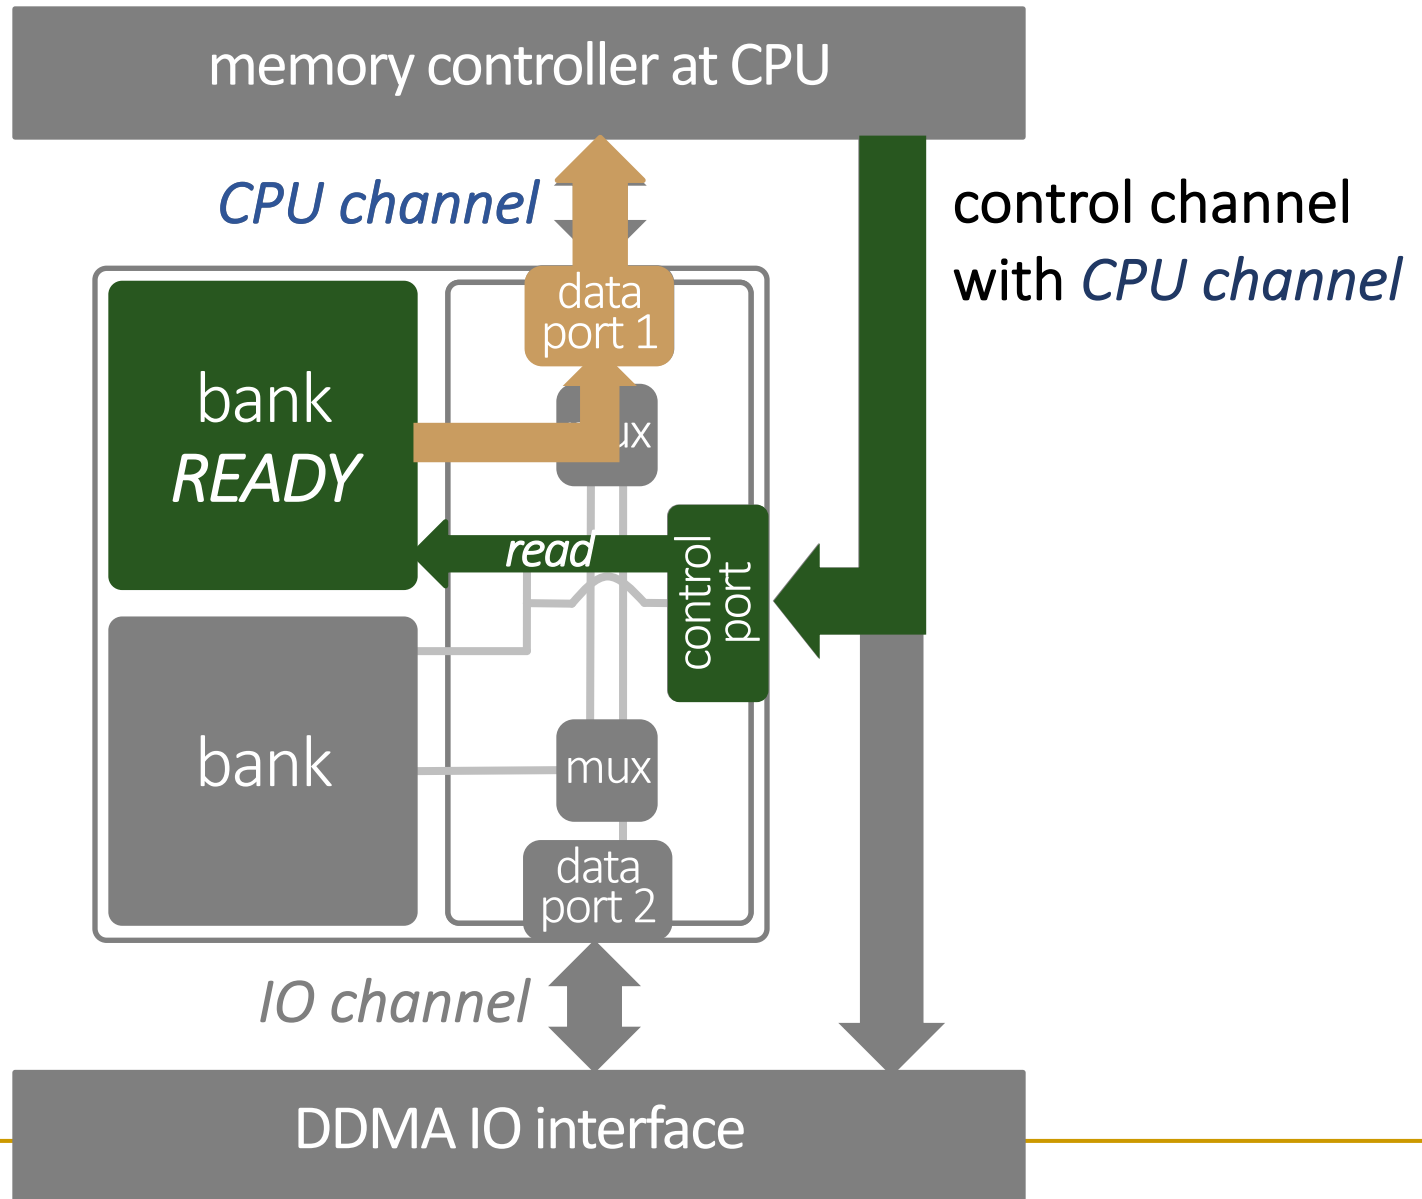 memory controller at CPU
CPU channel
control channel
with CPU channel
data
port 1
bank
READY
ux
read
control
port
bank
mux
data
port 2
IO channel
DDMA IO interface